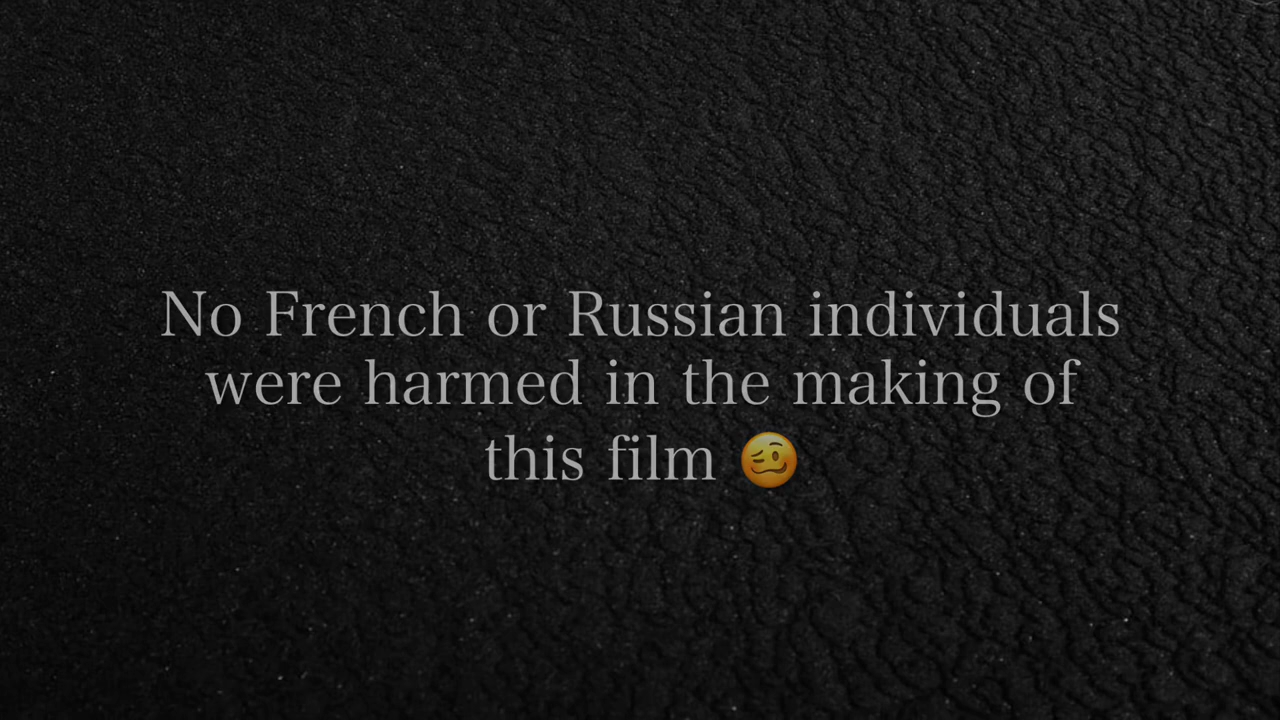 No French or Russian individuals
were harmed in the making of
this film 🥴